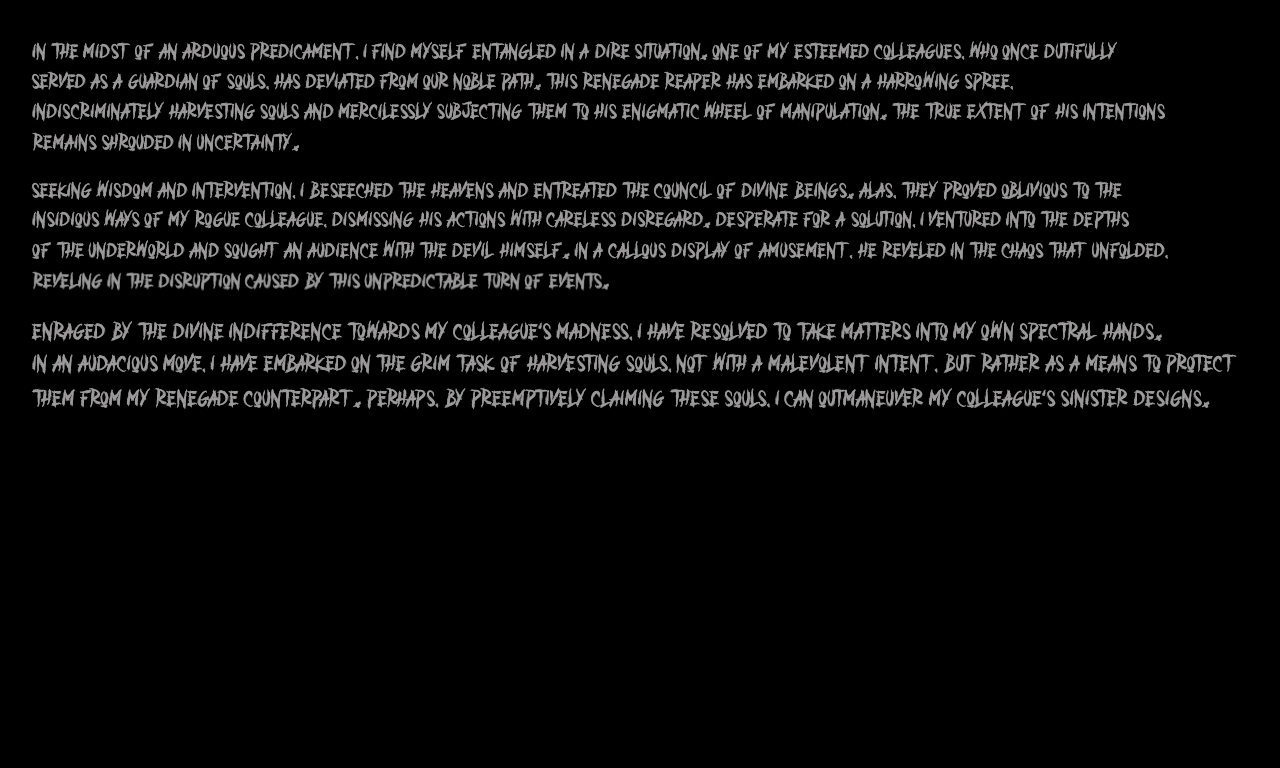 IN THE MIDST OF AN ARDUOUS PREDICAMENT, I FIND MYSELF ENTANGLED IN A DIRE SITUATION. ONE OF MY ESTEEMED COLLEAGUES, WHO ONCE DUTIFULLY
SERVED AS A GUARDIAN OF SOULS, HAS DEVIATED FROM OUR NOBLE PATH. THIS RENEGADE REAPER HAS EMBARKED ON A HARROWING SPREE,
INDISCRIMINATELY HARVESTING SOULS AND MERCILESSLY SUBJECTING THEM TO HIS ENIGMATIC WHEEL OF MANIPULATION. THE TRUE EXTENT OF HIS INTENTIONS
REMAINS SHROUDED IN UNCERTAINTY.
SEEKING WISDOM AND INTERVENTION, I BESEECHED THE HEAVENS AND ENTREATED THE COUNCIL OF DIVINE BEINGS. ALAS, THEY PROVED OBLIVIOUS TO THE
INSIDIOUS WAYS OF MY ROGUE COLLEAGUE, DISMISSING HIS ACTIONS WITH CARELESS DISREGARD. DESPERATE FOR A SOLUTION, I VENTURED INTO THE DEPTHS
OF THE UNDERWORLD AND SOUGHT AN AUDIENCE WITH THE DEVIL HIMSELF. IN A CALLOUS DISPLAY OF AMUSEMENT, HE REVELED IN THE CHAOS THAT UNFOLDED,
REVELING IN THE DISRUPTION CAUSED BY THIS UNPREDICTABLE TURN OF EVENTS.
ENRAGED BY THE DIVINE INDIFFERENCE TOWARDS MY COLLEAGUE'S MADNESS, I HAVE RESOLVED TO TAKE MATTERS INTO MY OWN SPECTRAL HANDS.
IN AN AUDACIOUS MOVE, I HAVE EMBARKED ON THE GRIM TASK OF HARVESTING SOULS, NOT WITH A MALEVOLENT INTENT, BUT RATHER AS A MEANS TO PROTECT
THEM FROM MY RENEGADE COUNTERPART. PERHAPS, BY PREEMPTIVELY CLAIMING THESE SOULS, I CAN OUTMANEUVER MY COLLEAGUE'S SINISTER DESIGNS.